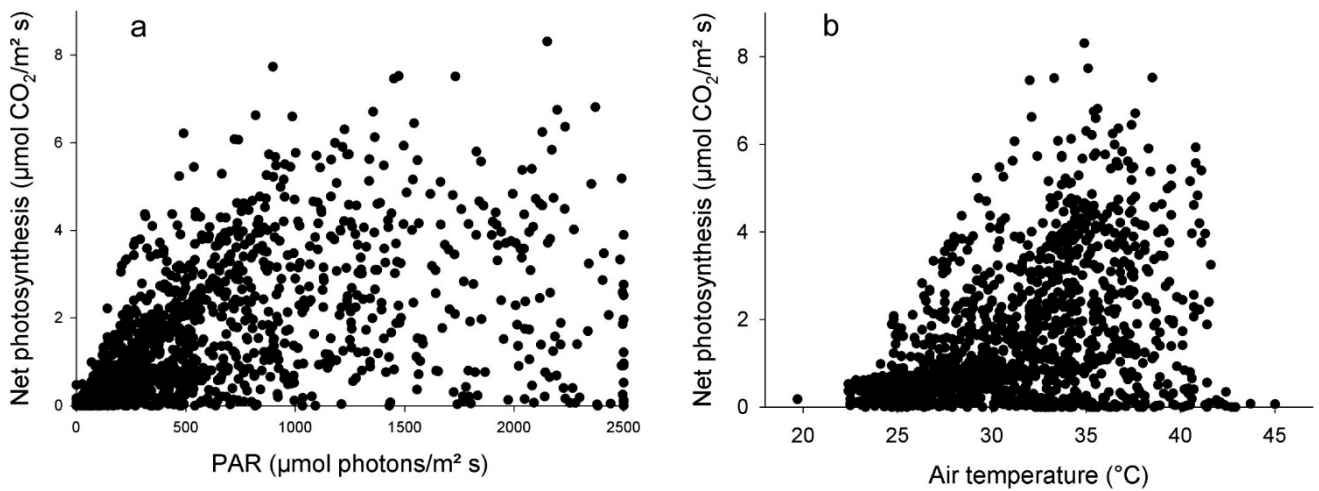 a
Net photosynthesis (µmol CO₂/m² s)
8
6
4
2
0
0 500 1000 1500 2000 2500
PAR (µmol photons/m² s)
b
Net photosynthesis (µmol CO₂/m² s)
8
6
4
2
0
20 25 30 35 40 45
Air temperature (°C)